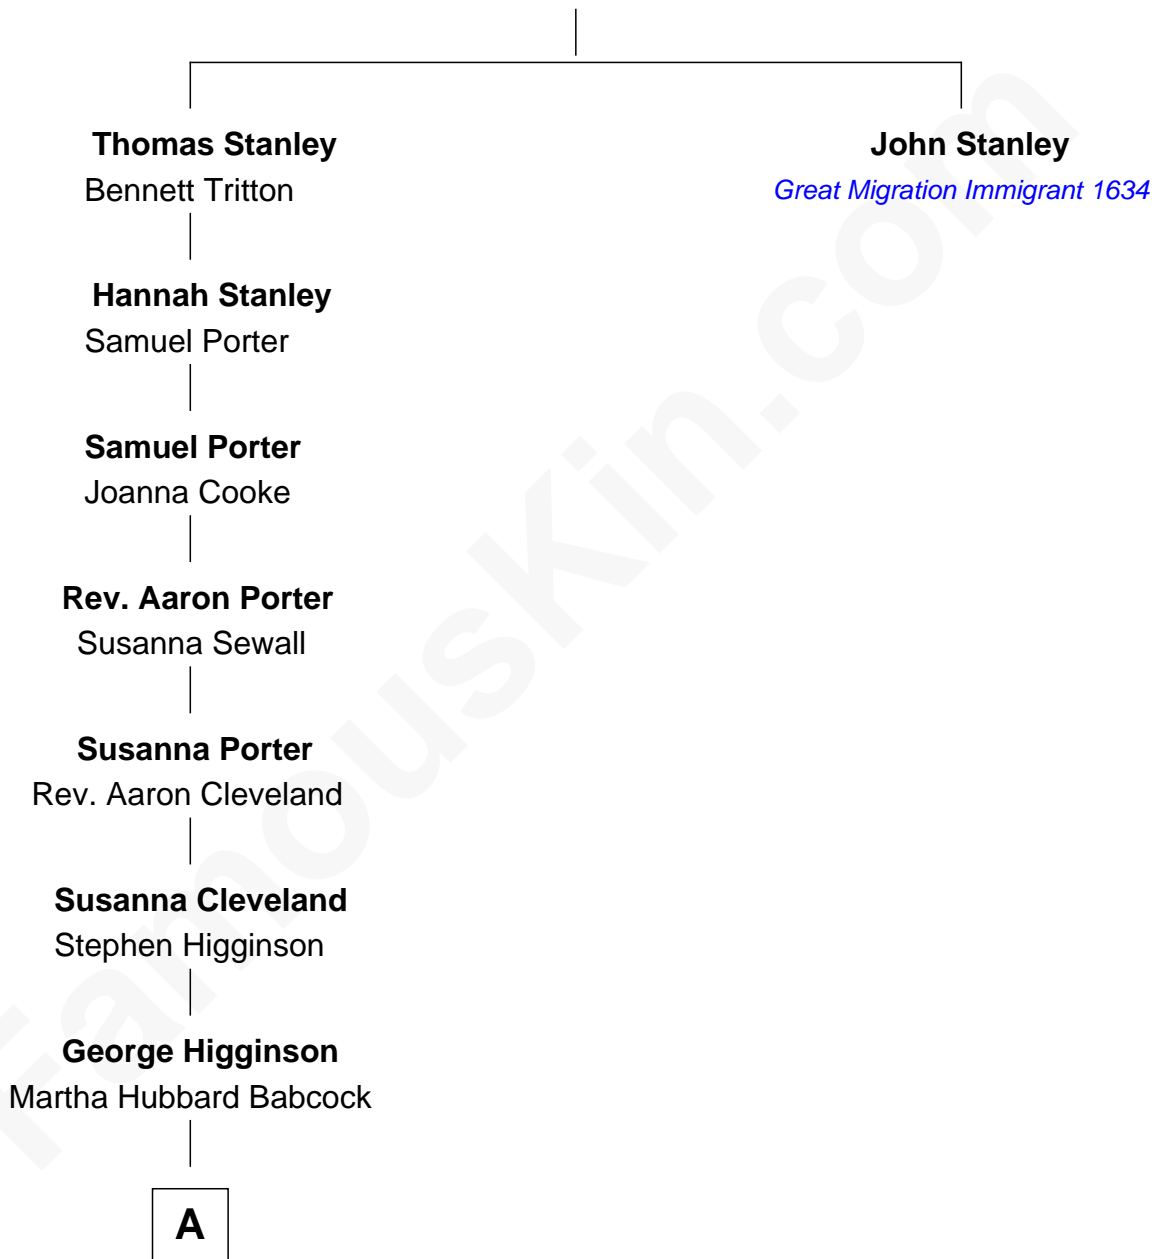 Thomas Stanley
Bennett Tritton
John Stanley
Great Migration Immigrant 1634
Hannah Stanley
Samuel Porter
Samuel Porter
Joanna Cooke
Rev. Aaron Porter
Susanna Sewall
Susanna Porter
Rev. Aaron Cleveland
Susanna Cleveland
Stephen Higginson
George Higginson
Martha Hubbard Babcock
A
FamousKin.com